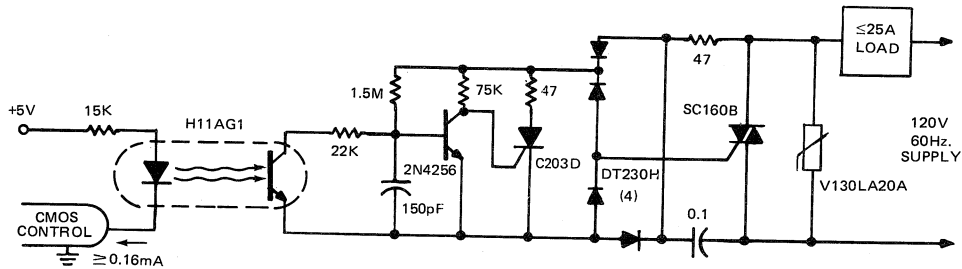 +5V
15K
H11AG1
CMOS
CONTROL
≧0.16mA
22K
1.5M
150pF
2N4256
75K
47
C203D
DT230H
(4)
47
SC160B
0.1
V130LA20A
≤25A
LOAD
120V
60Hz.
SUPPLY